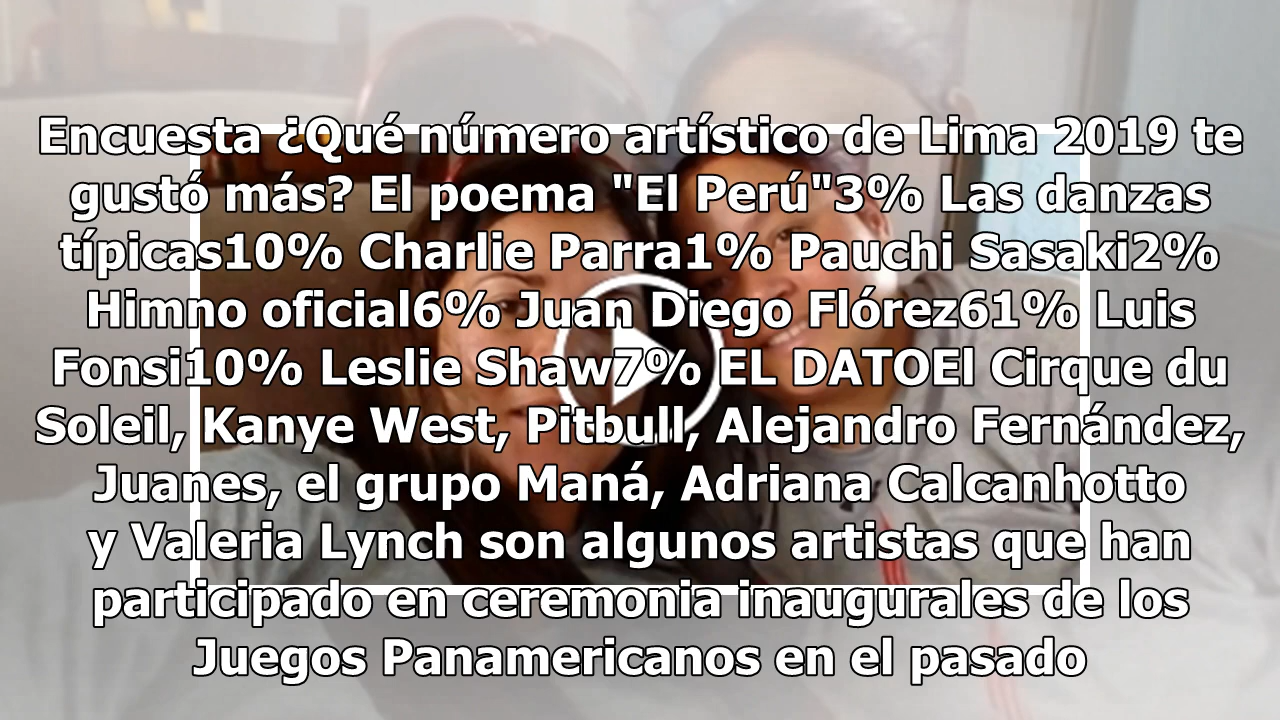 Encuesta ¿Qué número artístico de Lima 2019 te
gustó más? El poema "El Perú"3% Las danzas
típicas10% Charlie Parra1% Pauchi Sasaki2%
Himno oficial6% Juan Diego Flórez61% Luis
Fonsi10% Leslie Shaw7% EL DATOEl Cirque du
Soleil, Kanye West, Pitbull, Alejandro Fernández,
Juanes, el grupo Maná, Adriana Calcanhotto
y Valeria Lynch son algunos artistas que han
participado en ceremonia inaugurales de los
Juegos Panamericanos en el pasado